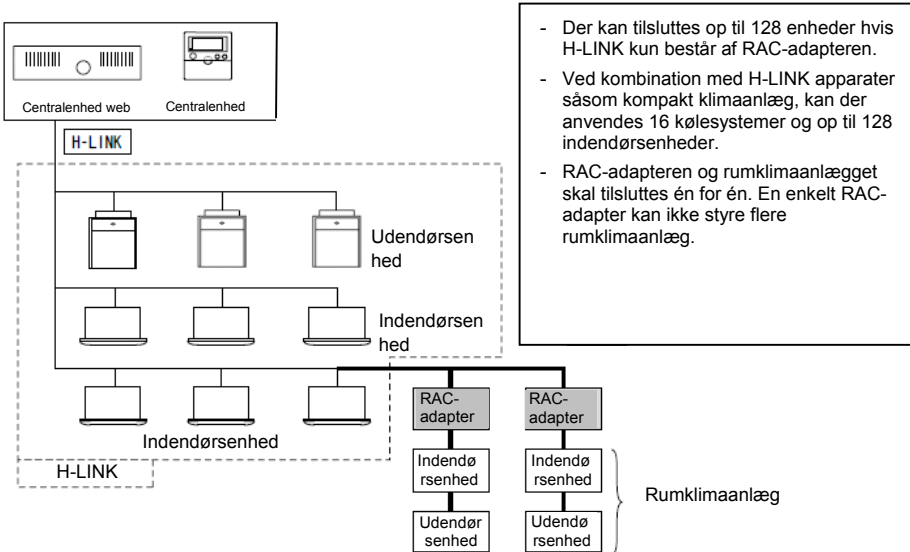 Centralenhed web
Centralenhed
H-LINK
- Der kan tilsluttes op til 128 enheder hvis
H-LINK kun består af RAC-adapteren.
- Ved kombination med H-LINK apparater
såsom kompakt klimaanlæg, kan der
anvendes 16 kølesystemer og op til 128
indendørsenheder.
- RAC-adapteren og rumklimaanlægget
skal tilsluttes én for én. En enkelt RAC-
adapter kan ikke styre flere
rumklimaanlæg.
Udendørsen
hed
Indendørsen
hed
Indendørsenhed
H-LINK
RAC-
adapter
RAC-
adapter
Indendø
rsenhed
Indendø
rsenhed
Udendør
senhed
Udendø
rsenhed
Rumklimaanlæg